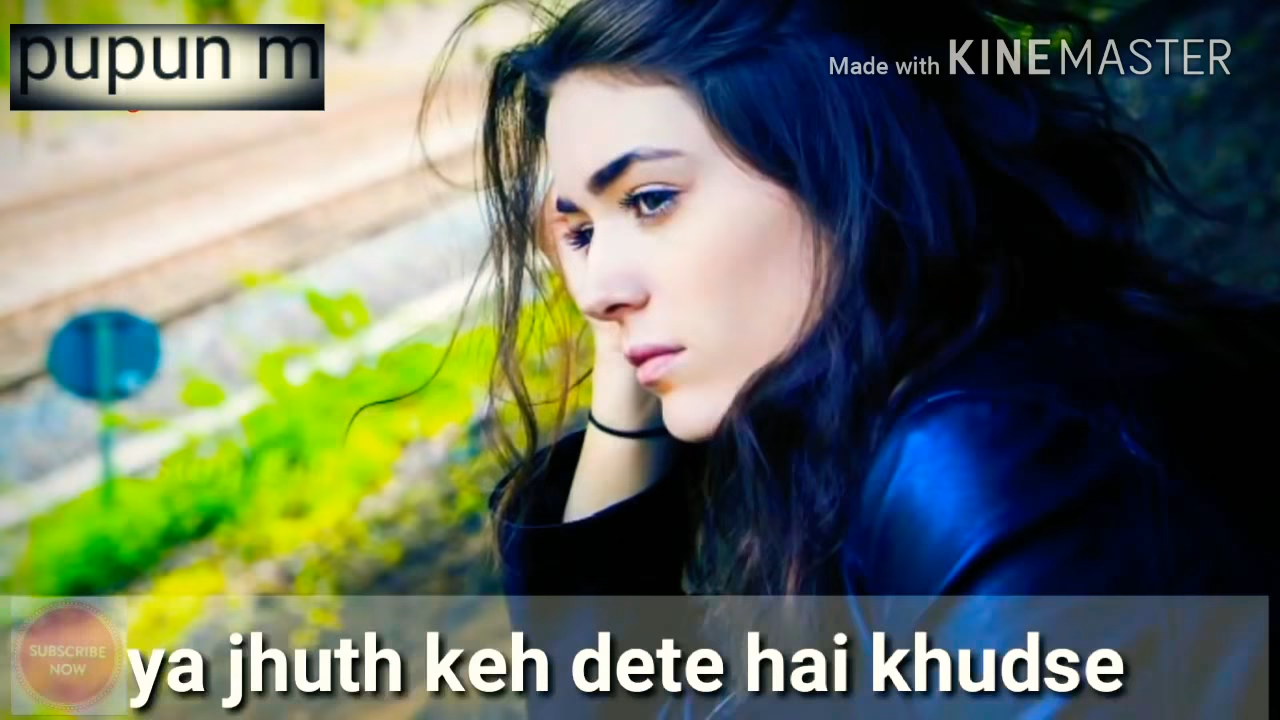 pupun m
Made with KINEMASTER
SUBSCRIBE
NOW
ya jhuth keh dete hai khudse